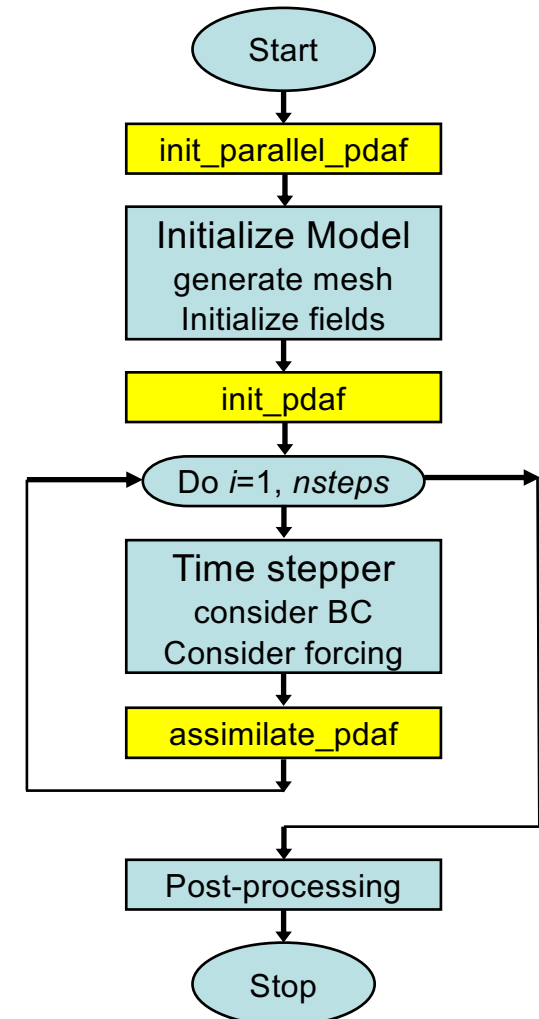 Start
init_parallel_pdaf
Initialize Model
generate mesh
Initialize fields
init_pdaf
Do i=1, nsteps
Time stepper
consider BC
Consider forcing
assimilate_pdaf
Post-processing
Stop